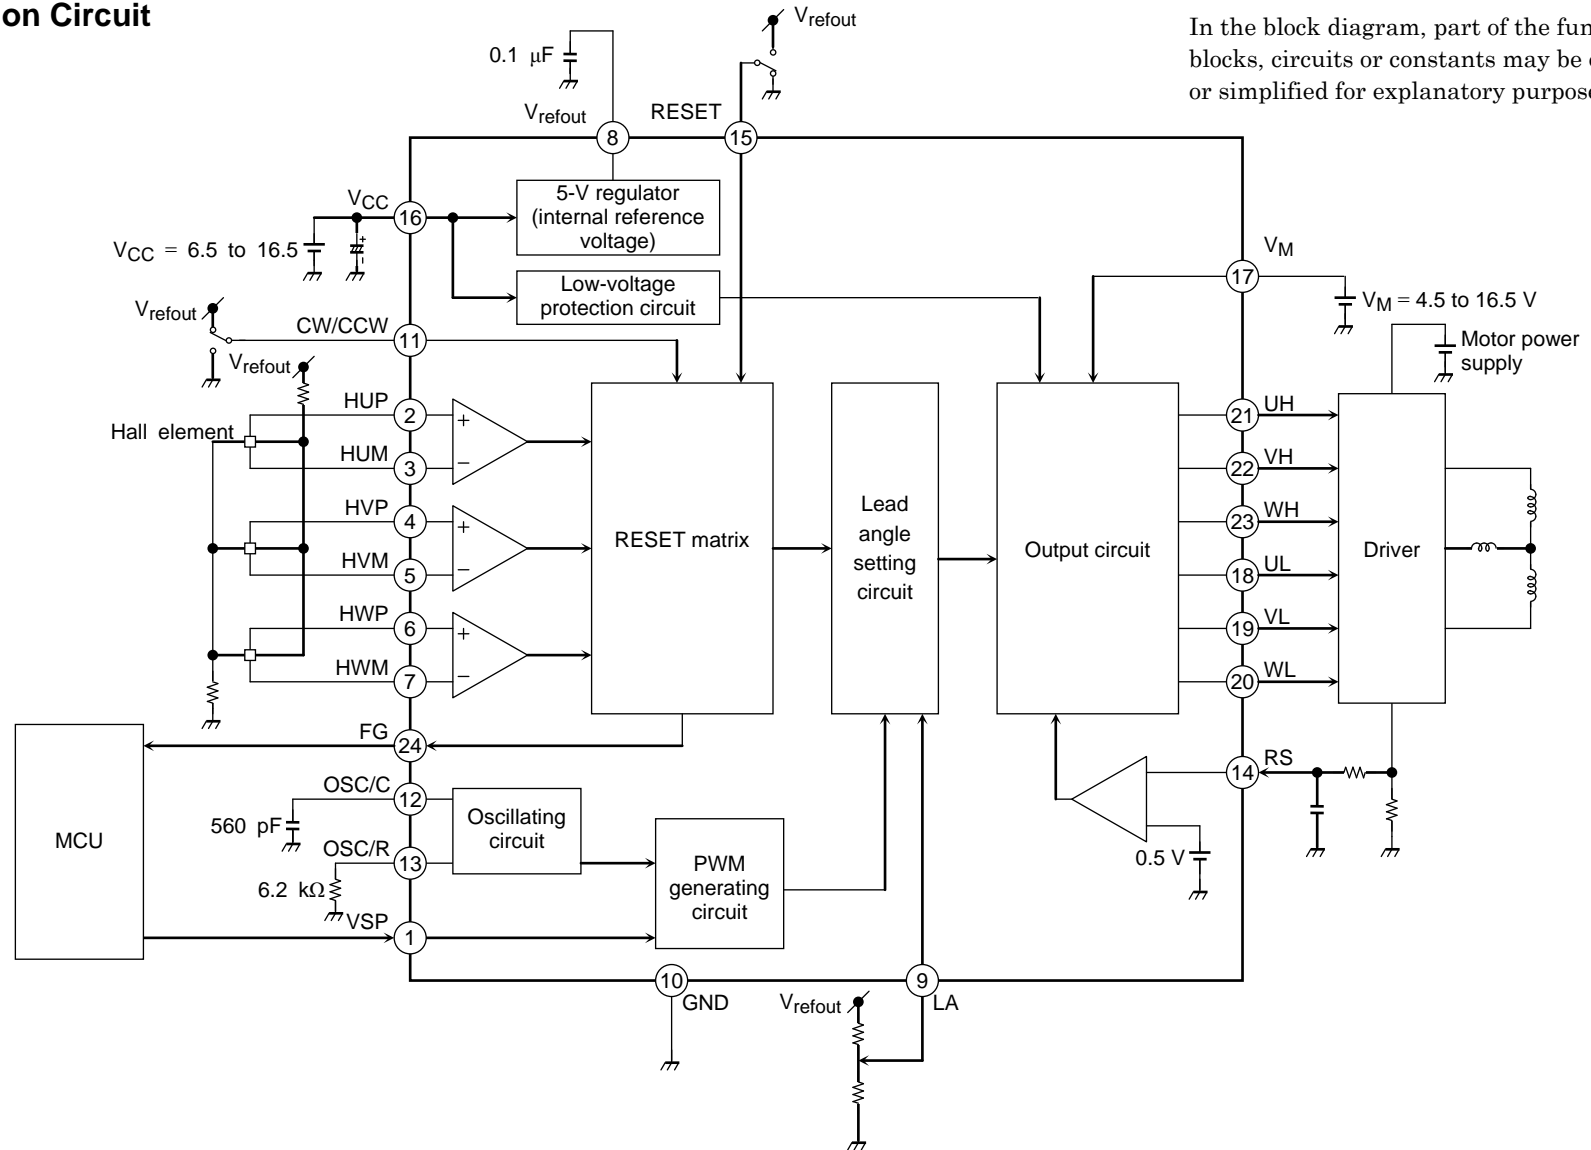 on Circuit
In the block diagram, part of the fun
blocks, circuits or constants may be
or simplified for explanatory purpose
Vrefout
0.1 μF
Vrefout
RESET
8
15
5-V regulator
(internal reference
voltage)
VCC
16
VCC = 6.5 to 16.5
Low-voltage
protection circuit
VM
17
VM = 4.5 to 16.5 V
Motor power
supply
Vrefout
CW/CCW
11
Vrefout
Hall element
HUP
2
HUM
3
HVP
4
HVM
5
HWP
6
HWM
7
+
−
+
−
+
−
RESET matrix
Lead
angle
setting
circuit
Output circuit
21
UH
22
VH
23
WH
18
UL
19
VL
20
WL
Driver
FG
24
MCU
OSC/C
12
560 pF
OSC/R
13
6.2 kΩ
VSP
1
Oscillating
circuit
PWM
generating
circuit
14
RS
0.5 V
10
GND
9
LA
Vrefout